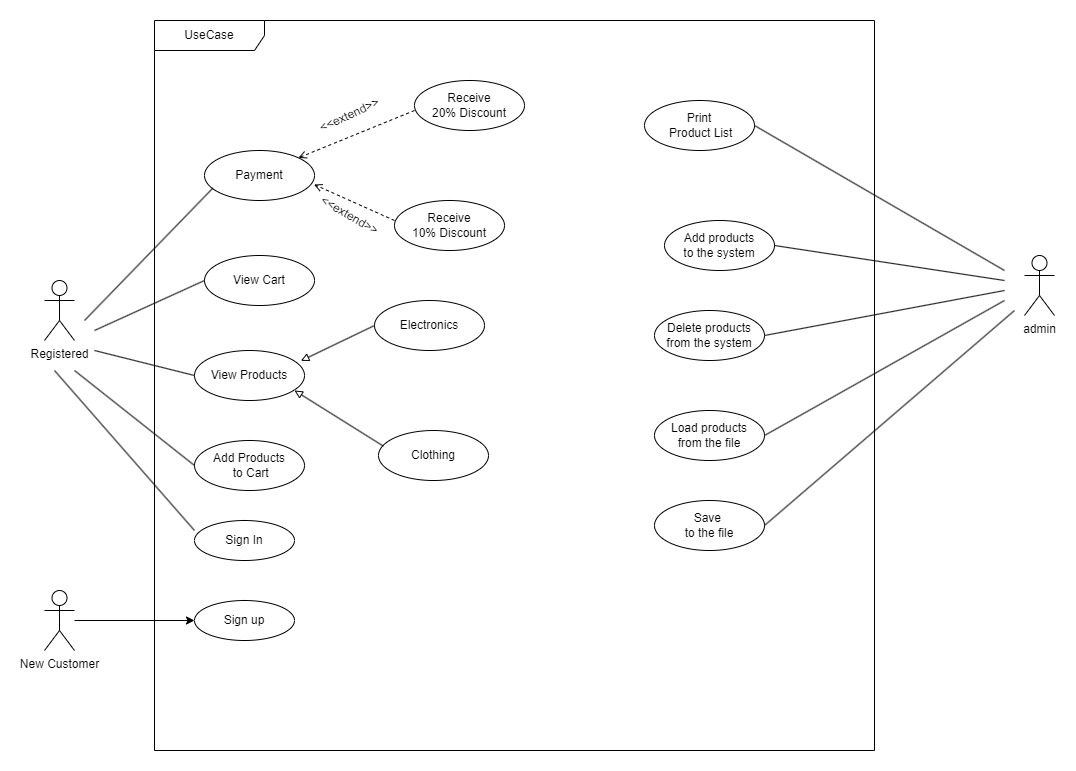 UseCase
Receive
20% Discount
<<extend>>
Payment
Receive
10% Discount
<<extend>>
View Cart
Electronics
View Products
Clothing
Add Products
to Cart
Sign In
Sign up
Registered
New Customer
Print
Product List
Add products
to the system
Delete products
from the system
Load products
from the file
Save
to the file
admin